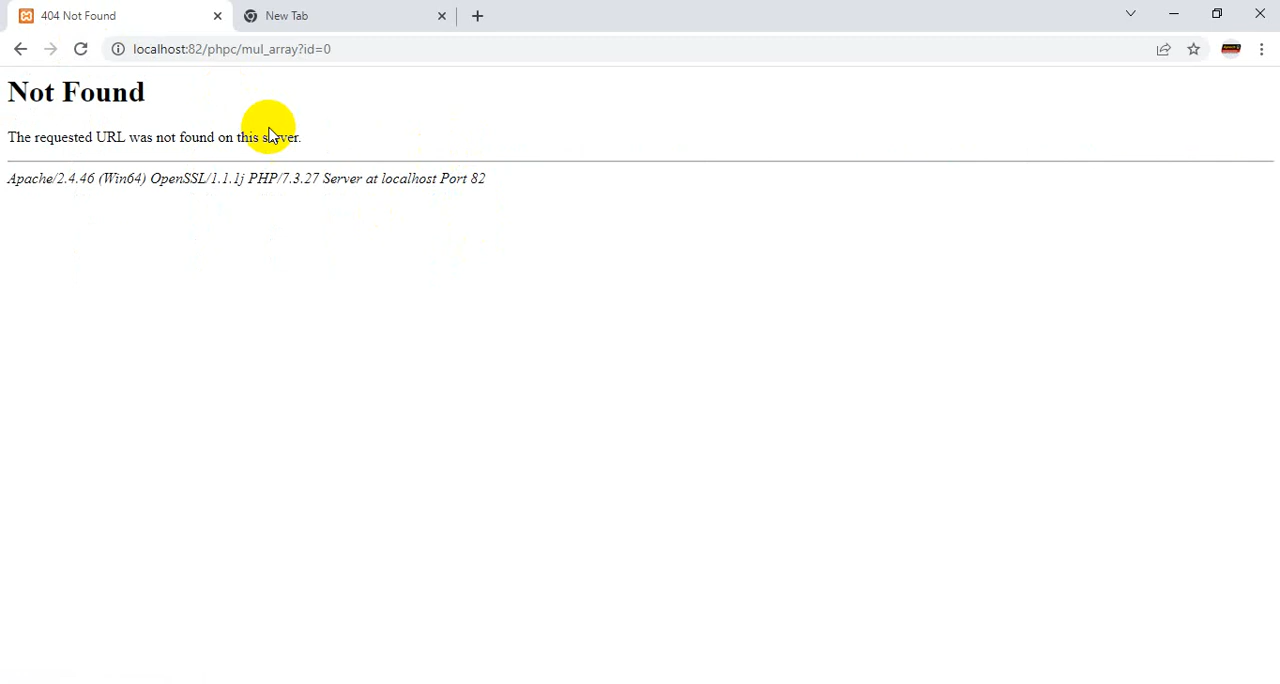 404 Not Found
New Tab
localhost:82/phpc/mul_array?id=0
Not Found
The requested URL was not found on this server.
Apache/2.4.46 (Win64) OpenSSL/1.1.1j PHP/7.3.27 Server at localhost Port 82